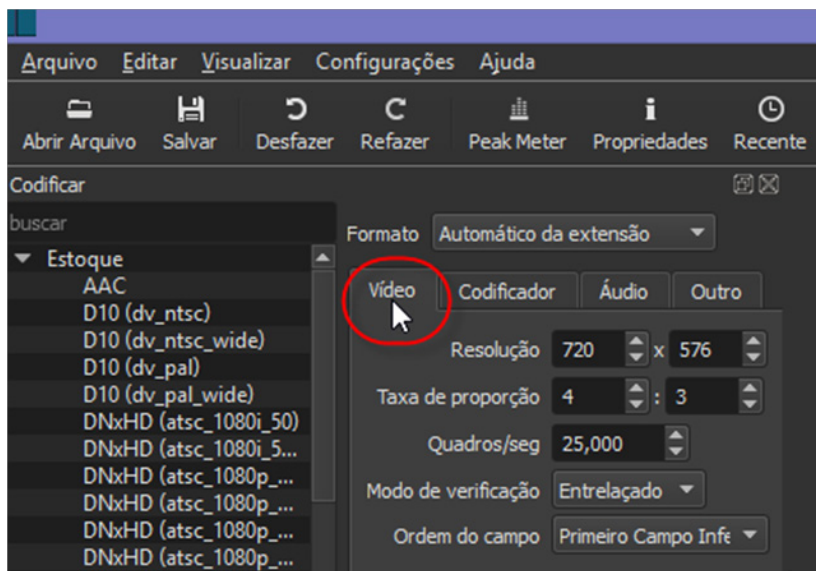 Arquivo Editar Visualizar Configurações Ajuda
Abrir Arquivo Salvar Desfazer Refazer Peak Meter Propriedades Recente
Codificar
buscar
Estoque
AAC
D10 (dv_ntsc)
D10 (dv_ntsc_wide)
D10 (dv_pal)
D10 (dv_pal_wide)
DNxHD (atsc_1080i_50)
DNxHD (atsc_1080i_5...
DNxHD (atsc_1080p_...
DNxHD (atsc_1080p_...
DNxHD (atsc_1080p_...
DNxHD (atsc_1080p_...
Formato Automático da extensão
Vídeo Codificador Áudio Outro
Resolução 720 x 576
Taxa de proporção 4 : 3
Quadros/seg 25,000
Modo de verificação Entrelaçado
Ordem do campo Primeiro Campo Infe